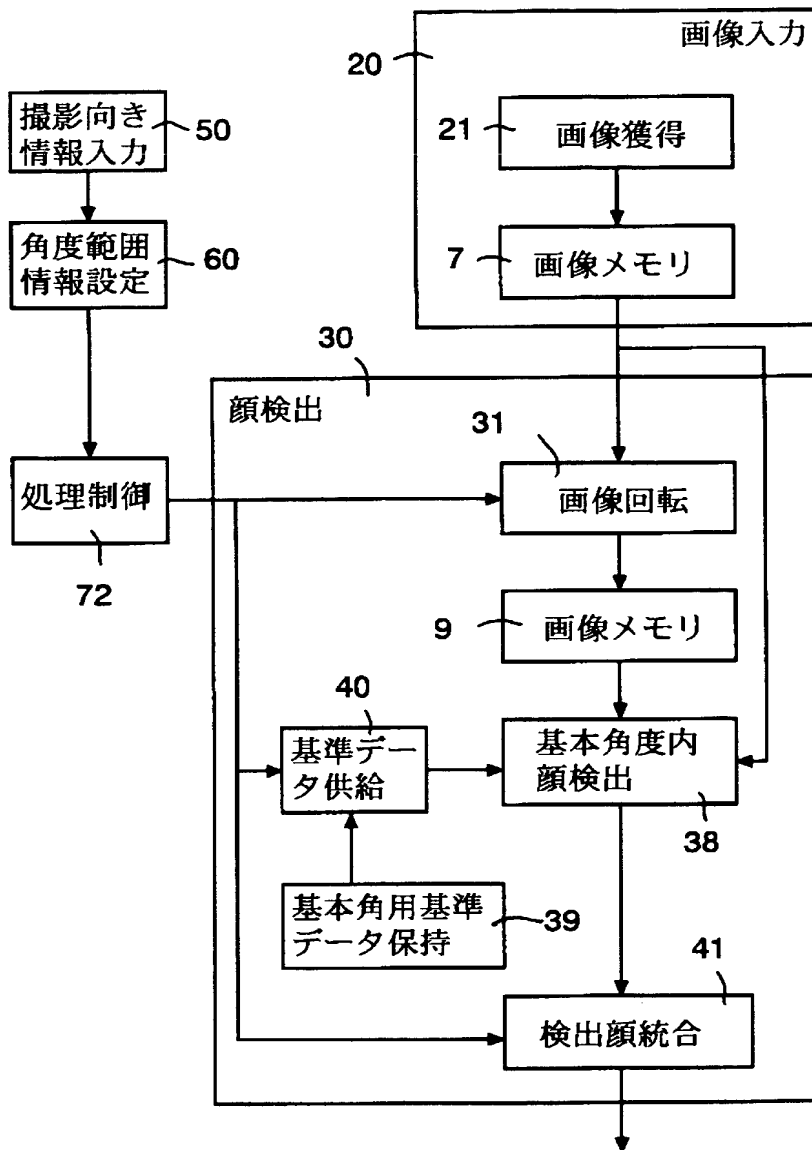 画像入力
20
撮影向き
情報入力
50
21
画像獲得
角度範囲
情報設定
60
7
画像メモリ
30
顔検出
31
処理制御
画像回転
72
9
画像メモリ
40
基準デー
タ供給
基本角度内
顔検出
38
基本角用基準
データ保持
39
41
検出顔統合